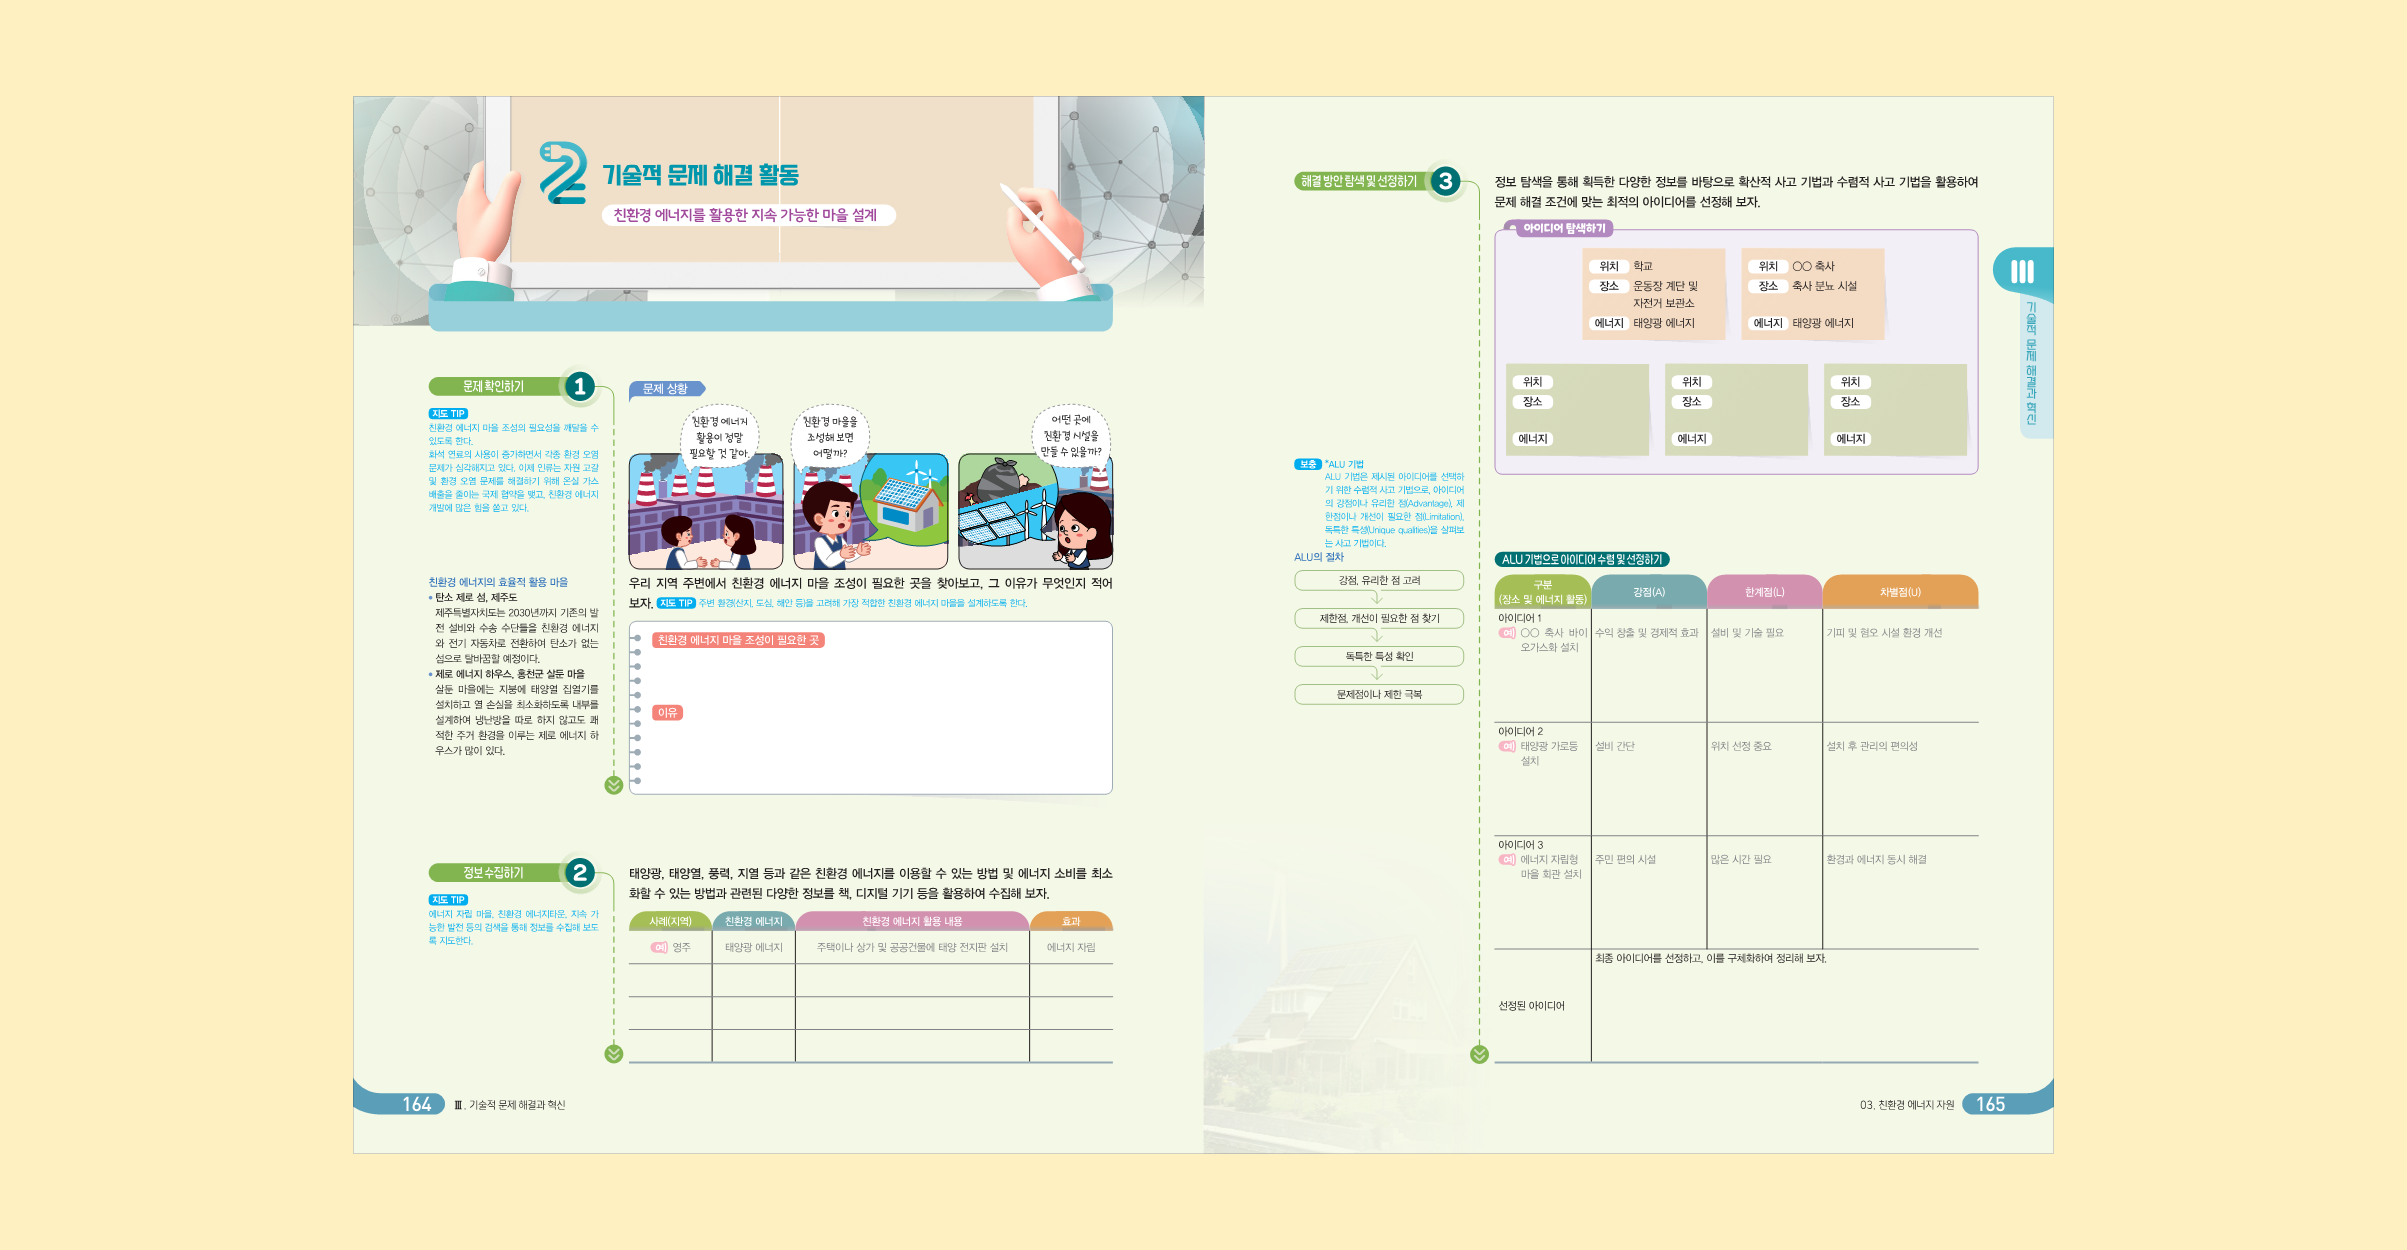 2 기술적 문제 해결 활동
친환경 에너지를 활용한 지속 가능한 마을 설계
문제 확인하기 1
지도 TIP
친환경 에너지 마을 조성의 필요성을 깨달을 수
있도록 한다.
화석 연료의 사용이 증가하면서 각종 환경 오염
문제가 심각해지고 있다. 이제 인류는 자원 고갈
및 환경 오염 문제를 해결하기 위해 온실 가스
배출을 줄이는 국제 협약을 맺고, 친환경 에너지
개발에 많은 힘을 쏟고 있다.
친환경 에너지의 효율적 활용 마을
• 탄소 제로 섬, 제주도
제주특별자치도는 2030년까지 기존의 발
전 설비와 수송 수단들을 친환경 에너지
와 전기 자동차로 전환하여 탄소가 없는
섬으로 탈바꿈할 예정이다.
• 제로 에너지 하우스, 홍천군 살둔 마을
살둔 마을에는 지붕에 태양열 집열기를
설치하고 열 손실을 최소화하도록 내부를
설계하여 냉난방을 따로 하지 않고도 쾌
적한 주거 환경을 이루는 제로 에너지 하
우스가 많이 있다.
문제 상황
친환경 에너지
활용이 정말
필요할 것 같아.
친환경 마을을
조성해 보면
어떨까?
어떤 곳에
친환경 시설을
만들 수 있을까?
우리 지역 주변에서 친환경 에너지 마을 조성이 필요한 곳을 찾아보고, 그 이유가 무엇인지 적어
보자. 지도 TIP 주변 환경(산지, 도심, 해안 등)을 고려해 가장 적합한 친환경 에너지 마을을 설계하도록 한다.
친환경 에너지 마을 조성이 필요한 곳
이유
정보 수집하기 2
지도 TIP
에너지 자립 마을, 친환경 에너지타운, 지속 가
능한 발전 등의 검색을 통해 정보를 수집해 보도
록 지도한다.
태양광, 태양열, 풍력, 지열 등과 같은 친환경 에너지를 이용할 수 있는 방법 및 에너지 소비를 최소
화할 수 있는 방법과 관련된 다양한 정보를 책, 디지털 기기 등을 활용하여 수집해 보자.
사례(지역) 친환경 에너지 친환경 에너지 활용 내용 효과
예 영주 태양광 에너지 주택이나 상가 및 공공건물에 태양 전지판 설치 에너지 자립
164 Ⅲ. 기술적 문제 해결과 혁신
해결 방안 탐색 및 선정하기 3
정보 탐색을 통해 획득한 다양한 정보를 바탕으로 확산적 사고 기법과 수렴적 사고 기법을 활용하여
문제 해결 조건에 맞는 최적의 아이디어를 선정해 보자.
아이디어 탐색하기
위치 학교
장소 운동장 계단 및
자전거 보관소
에너지 태양광 에너지
위치 ○○ 축사
장소 축사 분뇨 시설
에너지 태양광 에너지
위치
장소
에너지
위치
장소
에너지
위치
장소
에너지
보충 *ALU 기법
ALU 기법은 제시된 아이디어를 선택하
기 위한 수렴적 사고 기법으로, 아이디어
의 강점이나 유리한 점(Advantage), 제
한점이나 개선이 필요한 점(Limitation),
독특한 특성(Unique qualities)을 살펴보
는 사고 기법이다.
ALU의 절차
강점, 유리한 점 고려
제한점, 개선이 필요한 점 찾기
독특한 특성 확인
문제점이나 제한 극복
ALU 기법으로 아이디어 수렴 및 선정하기
구분
(장소 및 에너지 활동) 강점(A) 한계점(L) 차별점(U)
아이디어 1
예 ○○ 축사 바이 수익 창출 및 경제적 효과 설비 및 기술 필요 기피 및 혐오 시설 환경 개선
오가스화 설치
아이디어 2
예 태양광 가로등 설비 간단 위치 선정 중요 설치 후 관리의 편의성
설치
아이디어 3
예 에너지 자립형 주민 편의 시설 많은 시간 필요 환경과 에너지 동시 해결
마을 회관 설치
최종 아이디어를 선정하고, 이를 구체화하여 정리해 보자.
선정된 아이디어
Ⅲ
기술적 문제 해결과 혁신
03. 친환경 에너지 자원 165